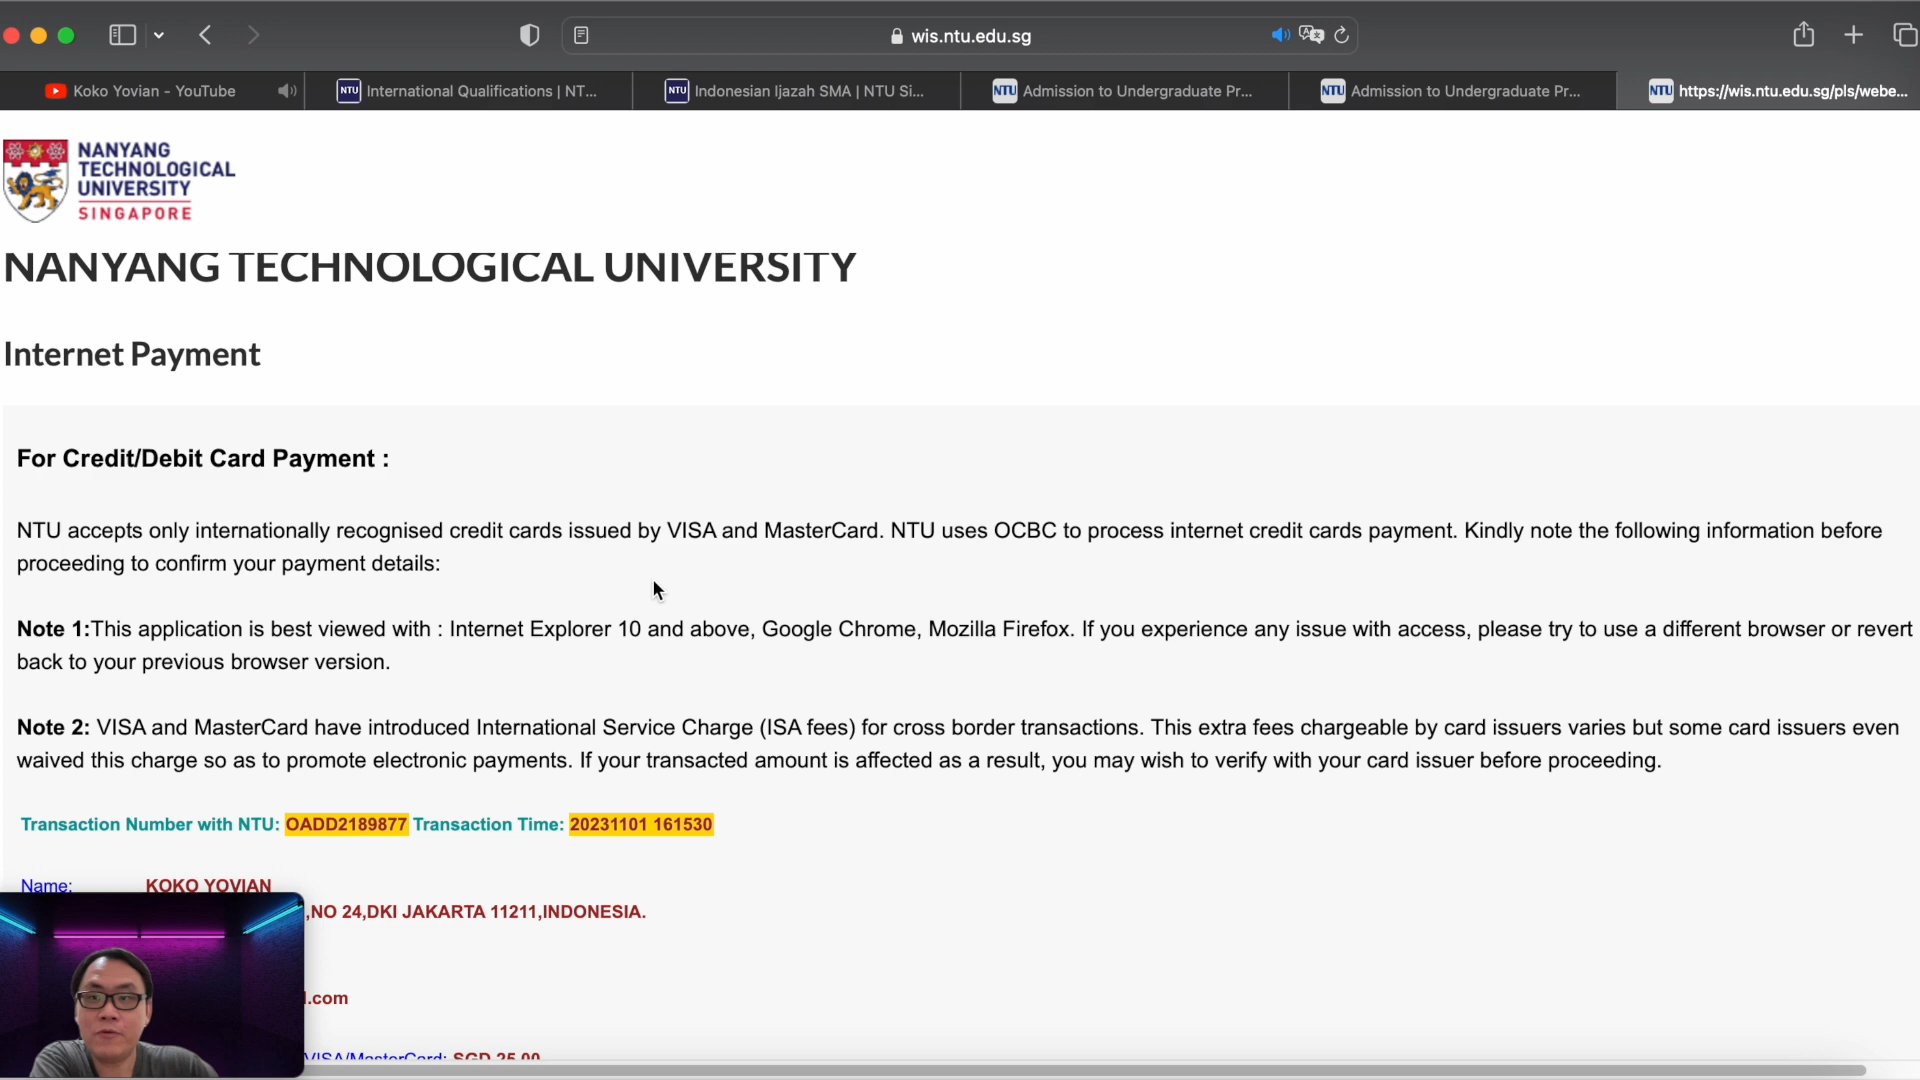 wis.ntu.edu.sg
Koko Yovian - YouTube
NTU International Qualifications | NT...
NTU Indonesian Ijazah SMA | NTU Si...
NTU Admission to Undergraduate Pr...
NTU Admission to Undergraduate Pr...
NTU https://wis.ntu.edu.sg/pls/webe...
NANYANG
TECHNOLOGICAL
UNIVERSITY
SINGAPORE
NANYANG TECHNOLOGICAL UNIVERSITY
Internet Payment
For Credit/Debit Card Payment :
NTU accepts only internationally recognised credit cards issued by VISA and MasterCard. NTU uses OCBC to process internet credit cards payment. Kindly note the following information before
proceeding to confirm your payment details:
Note 1:This application is best viewed with : Internet Explorer 10 and above, Google Chrome, Mozilla Firefox. If you experience any issue with access, please try to use a different browser or revert
back to your previous browser version.
Note 2: VISA and MasterCard have introduced International Service Charge (ISA fees) for cross border transactions. This extra fees chargeable by card issuers varies but some card issuers even
waived this charge so as to promote electronic payments. If your transacted amount is affected as a result, you may wish to verify with your card issuer before proceeding.
Transaction Number with NTU: OADD2189877 Transaction Time: 20231101 161530
Name: KOKO YOVIAN
,NO 24,DKI JAKARTA 11211,INDONESIA.
l.com
VISA/MasterCard: SGD 25.00